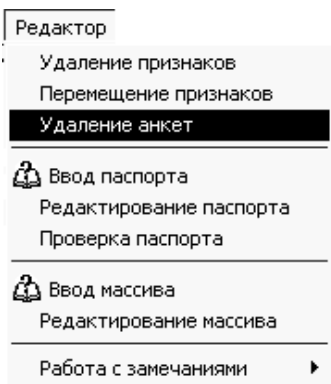 Редактор
Удаление признаков
Перемещение признаков
Удаление анкет
Ввод паспорта
Редактирование паспорта
Проверка паспорта
Ввод массива
Редактирование массива
Работа с замечаниями